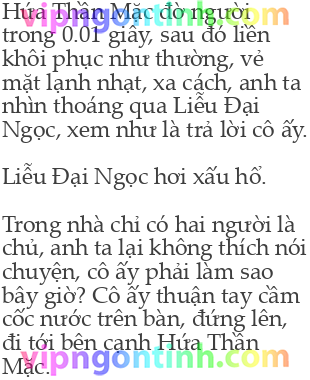 Hứa Thần Mặc đờ người
vipngontinh.com
trong 0.01 giây, sau đó liền
khôi phục như thường, vẻ
mặt lạnh nhạt, xa cách, anh ta
nhìn thoáng qua Liễu Đại
Ngọc, xem như là trả lời cô ấy.
Liễu Đại Ngọc hơi xấu hổ.
Trong nhà chỉ có hai người là
chủ, anh ta lại không thích nói
chuyện, cô ấy phải làm sao
bây giờ? Cô ấy thuận tay cầm
cốc nước trên bàn, đứng lên,
đi tới bên cạnh Hứa Thần
vipngontinh.com
Mặc.